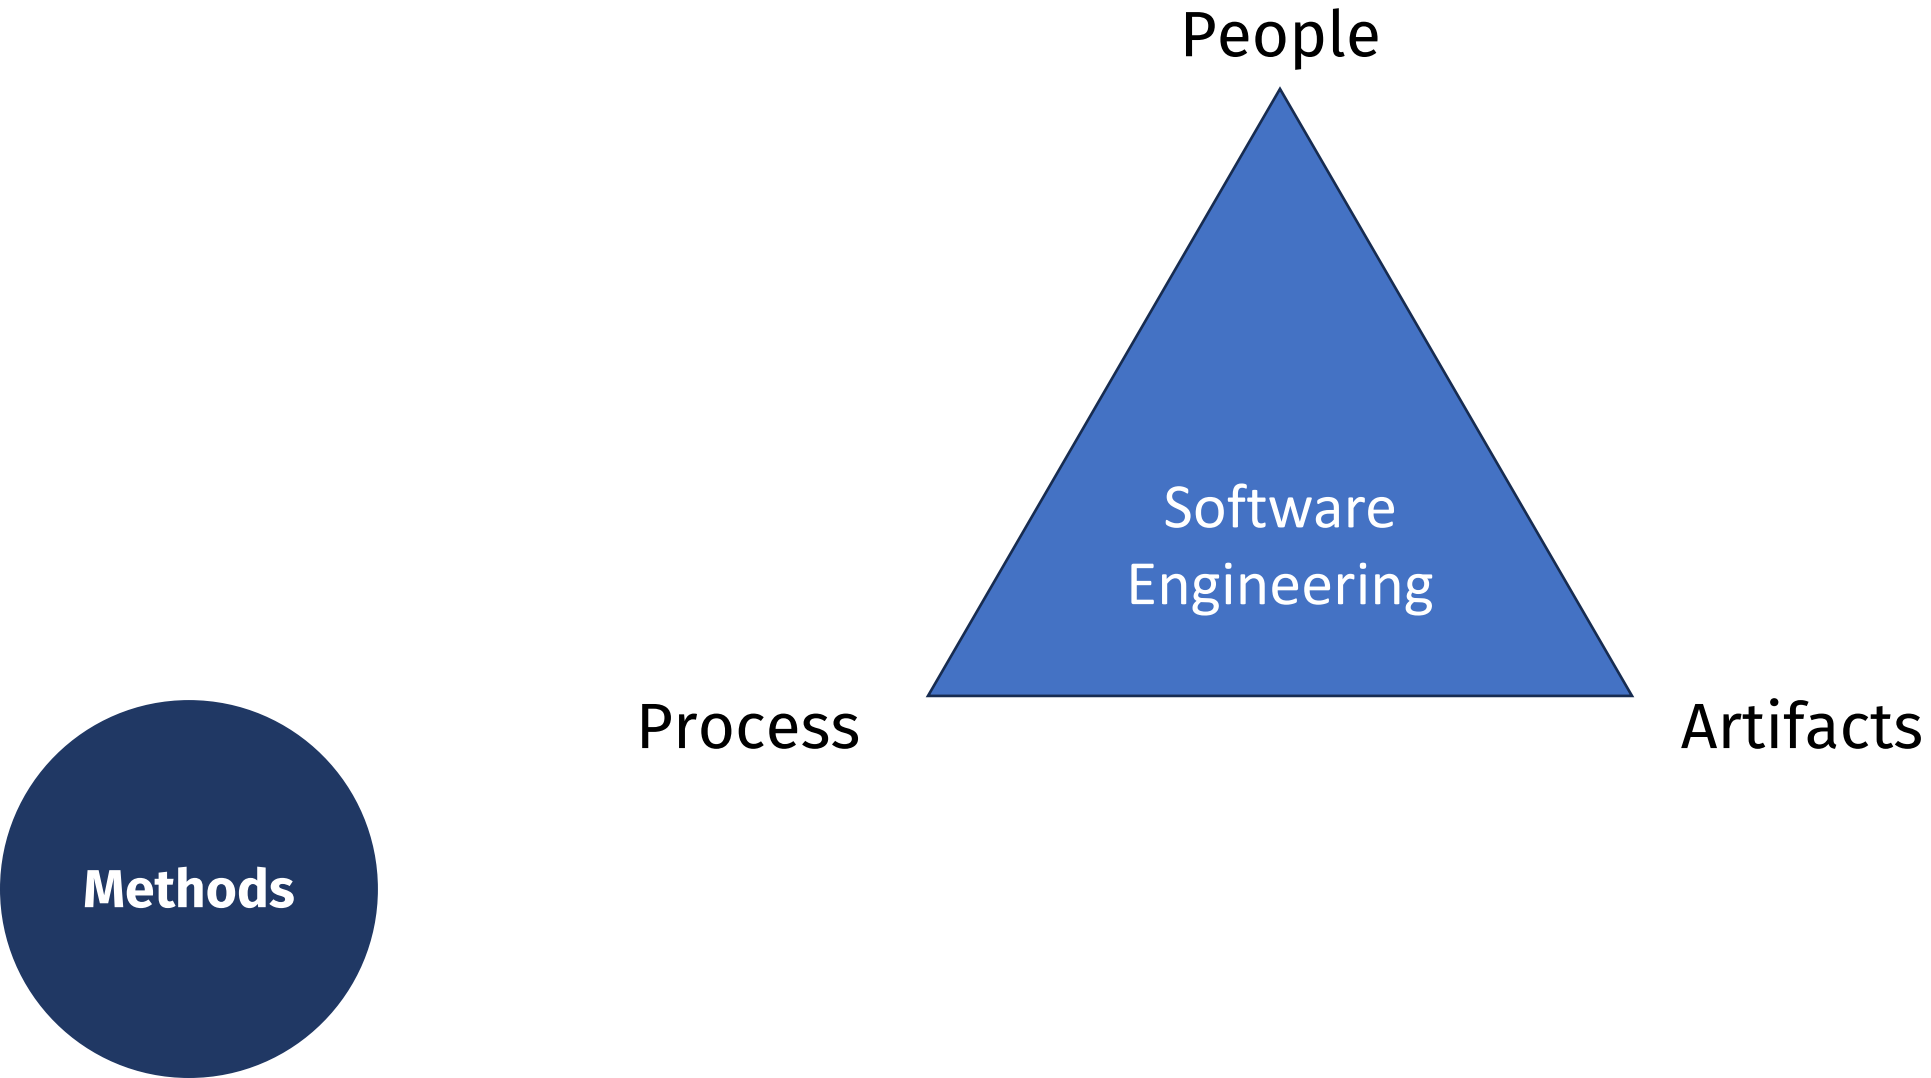 People
Software
Engineering
Process
Artifacts
Methods